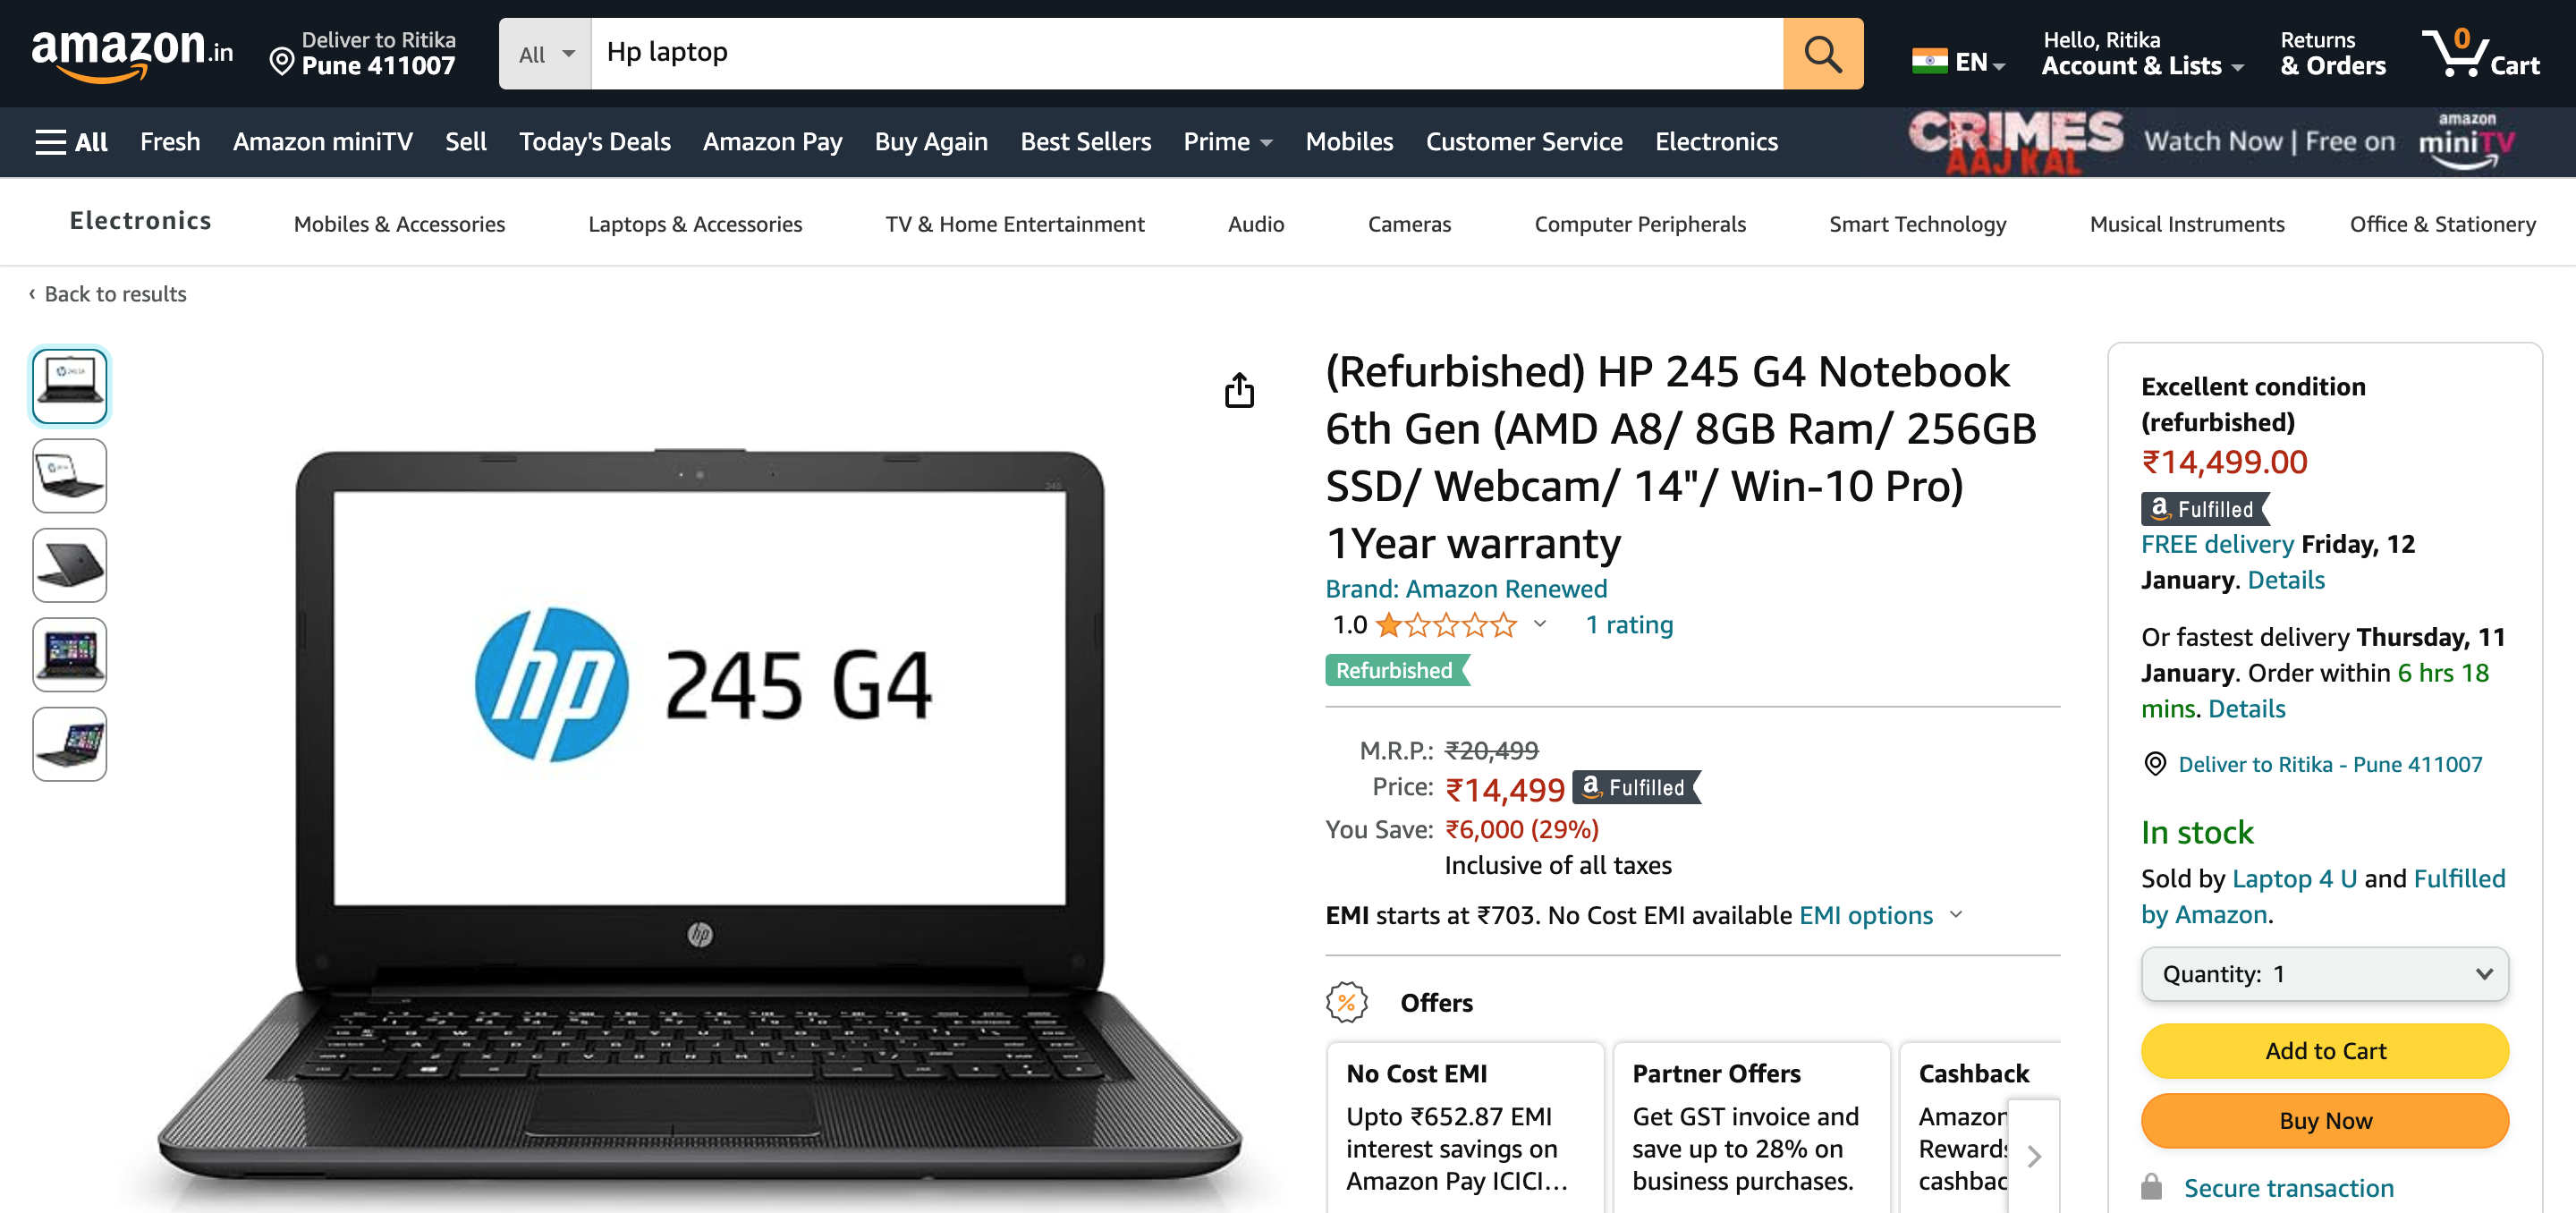 amazon.in
Deliver to Ritika
Pune 411007
All
Hp laptop
EN
Hello, Ritika
Account & Lists
Returns
& Orders
0
Cart
All
Fresh
Amazon miniTV
Sell
Today's Deals
Amazon Pay
Buy Again
Best Sellers
Prime
Mobiles
Customer Service
Electronics
CRIMES
AAJ KAL
Watch Now | Free on
amazon
miniTV
Electronics
Mobiles & Accessories
Laptops & Accessories
TV & Home Entertainment
Audio
Cameras
Computer Peripherals
Smart Technology
Musical Instruments
Office & Stationery
‹ Back to results
hp 245 G4
hp
(Refurbished) HP 245 G4 Notebook
6th Gen (AMD A8/ 8GB Ram/ 256GB
SSD/ Webcam/ 14"/ Win-10 Pro)
1Year warranty
Brand: Amazon Renewed
1.0
1 rating
Refurbished
M.R.P.: ₹20,499
Price: ₹14,499 a Fulfilled
You Save: ₹6,000 (29%)
Inclusive of all taxes
EMI starts at ₹703. No Cost EMI available EMI options
%
Offers
No Cost EMI
Upto ₹652.87 EMI
interest savings on
Amazon Pay ICICI…
Partner Offers
Get GST invoice and
save up to 28% on
business purchases.
Cashback
Amazon
Rewards
cashbac
Excellent condition
(refurbished)
₹14,499.00
a Fulfilled
FREE delivery Friday, 12
January. Details
Or fastest delivery Thursday, 11
January. Order within 6 hrs 18
mins. Details
Deliver to Ritika - Pune 411007
In stock
Sold by Laptop 4 U and Fulfilled
by Amazon.
Quantity: 1
Add to Cart
Buy Now
Secure transaction